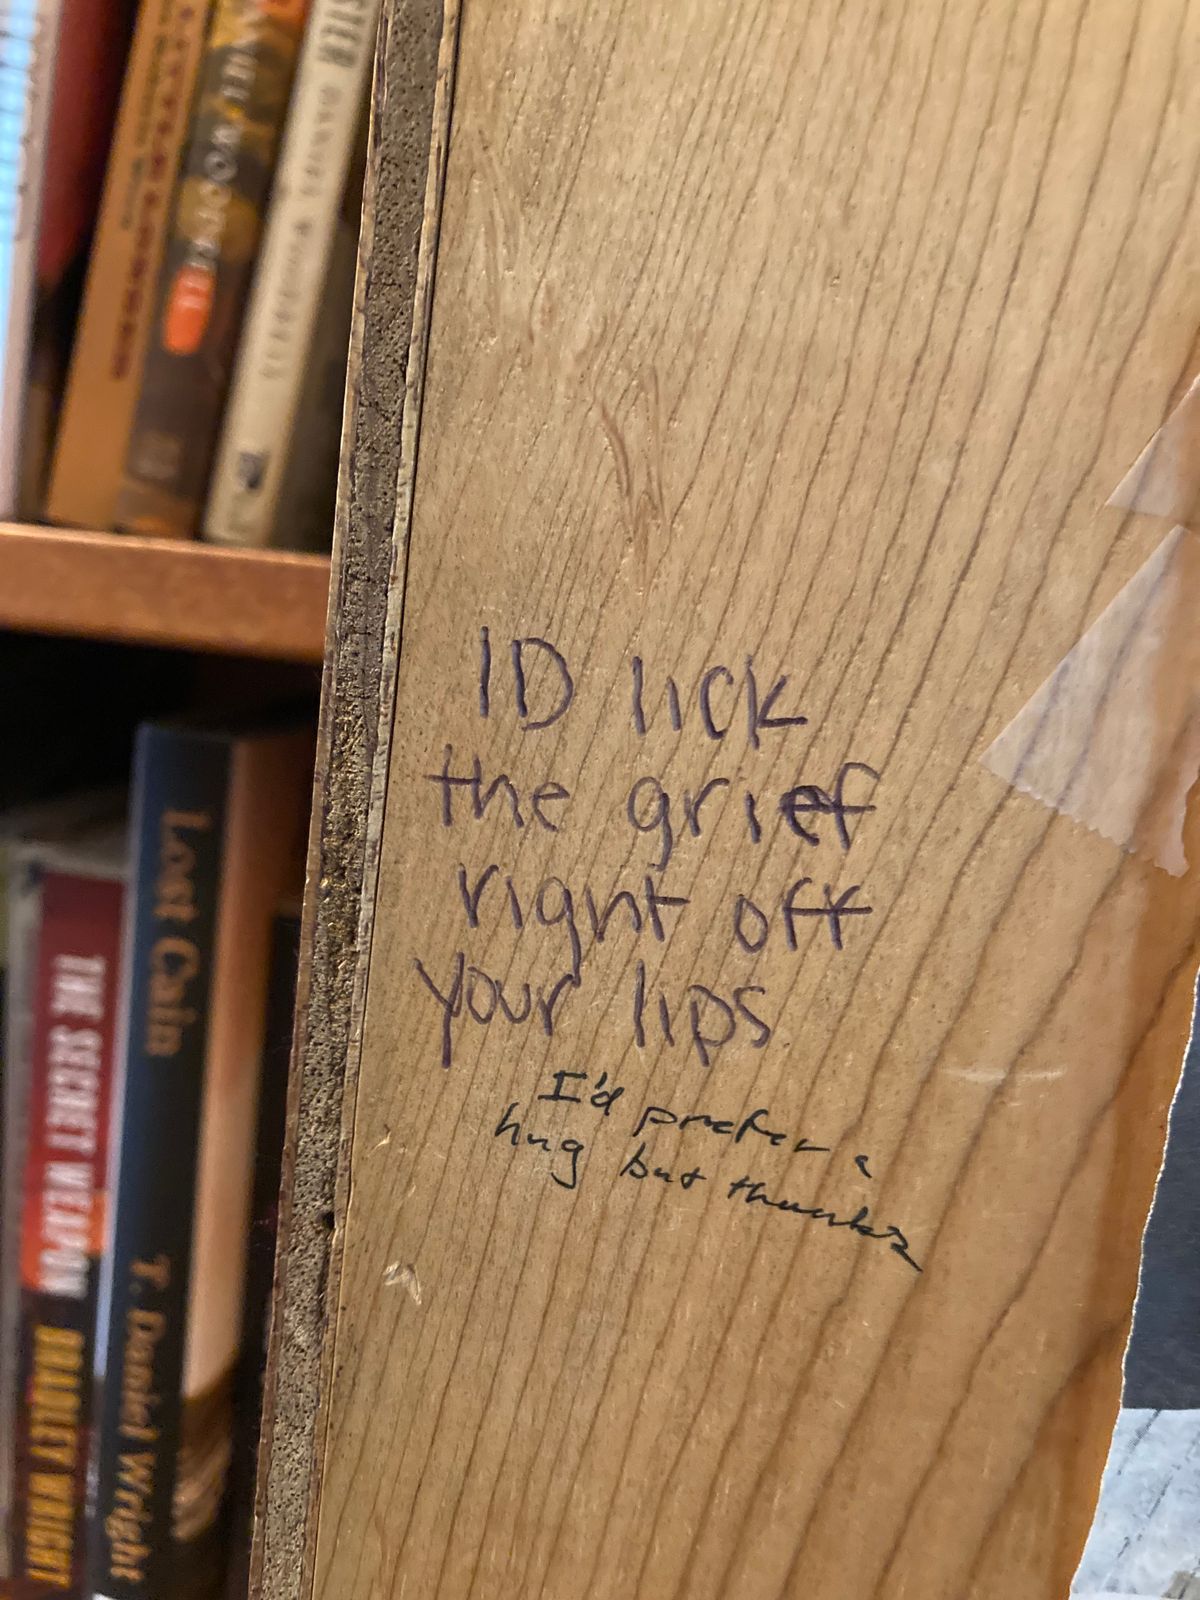 ID lick
the grief
right off
your lips
I'd prefer a
hug but thanks
Lost Cain
T. Daniel Wright
THE SECRET WEAPON
BRADLEY WRIGHT